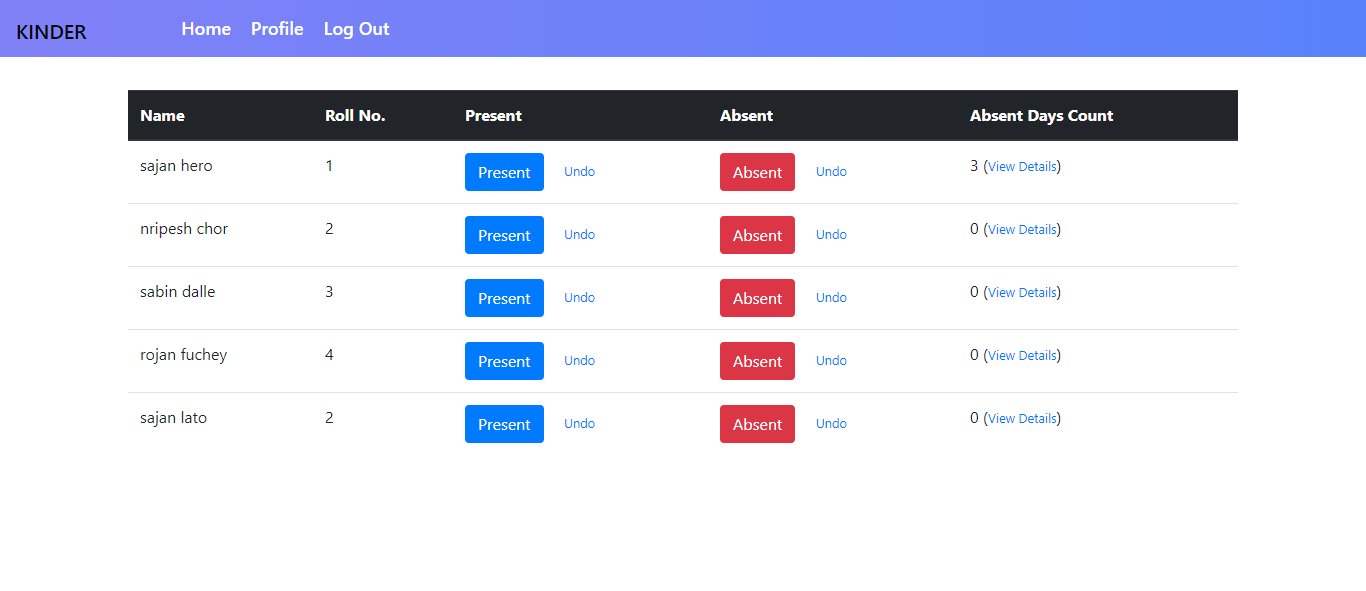 KINDER Home Profile Log Out
Name Roll No. Present Absent Absent Days Count
sajan hero 1 Present Undo Absent Undo 3 (View Details)
nripesh chor 2 Present Undo Absent Undo 0 (View Details)
sabin dalle 3 Present Undo Absent Undo 0 (View Details)
rojan fuchey 4 Present Undo Absent Undo 0 (View Details)
sajan lato 2 Present Undo Absent Undo 0 (View Details)